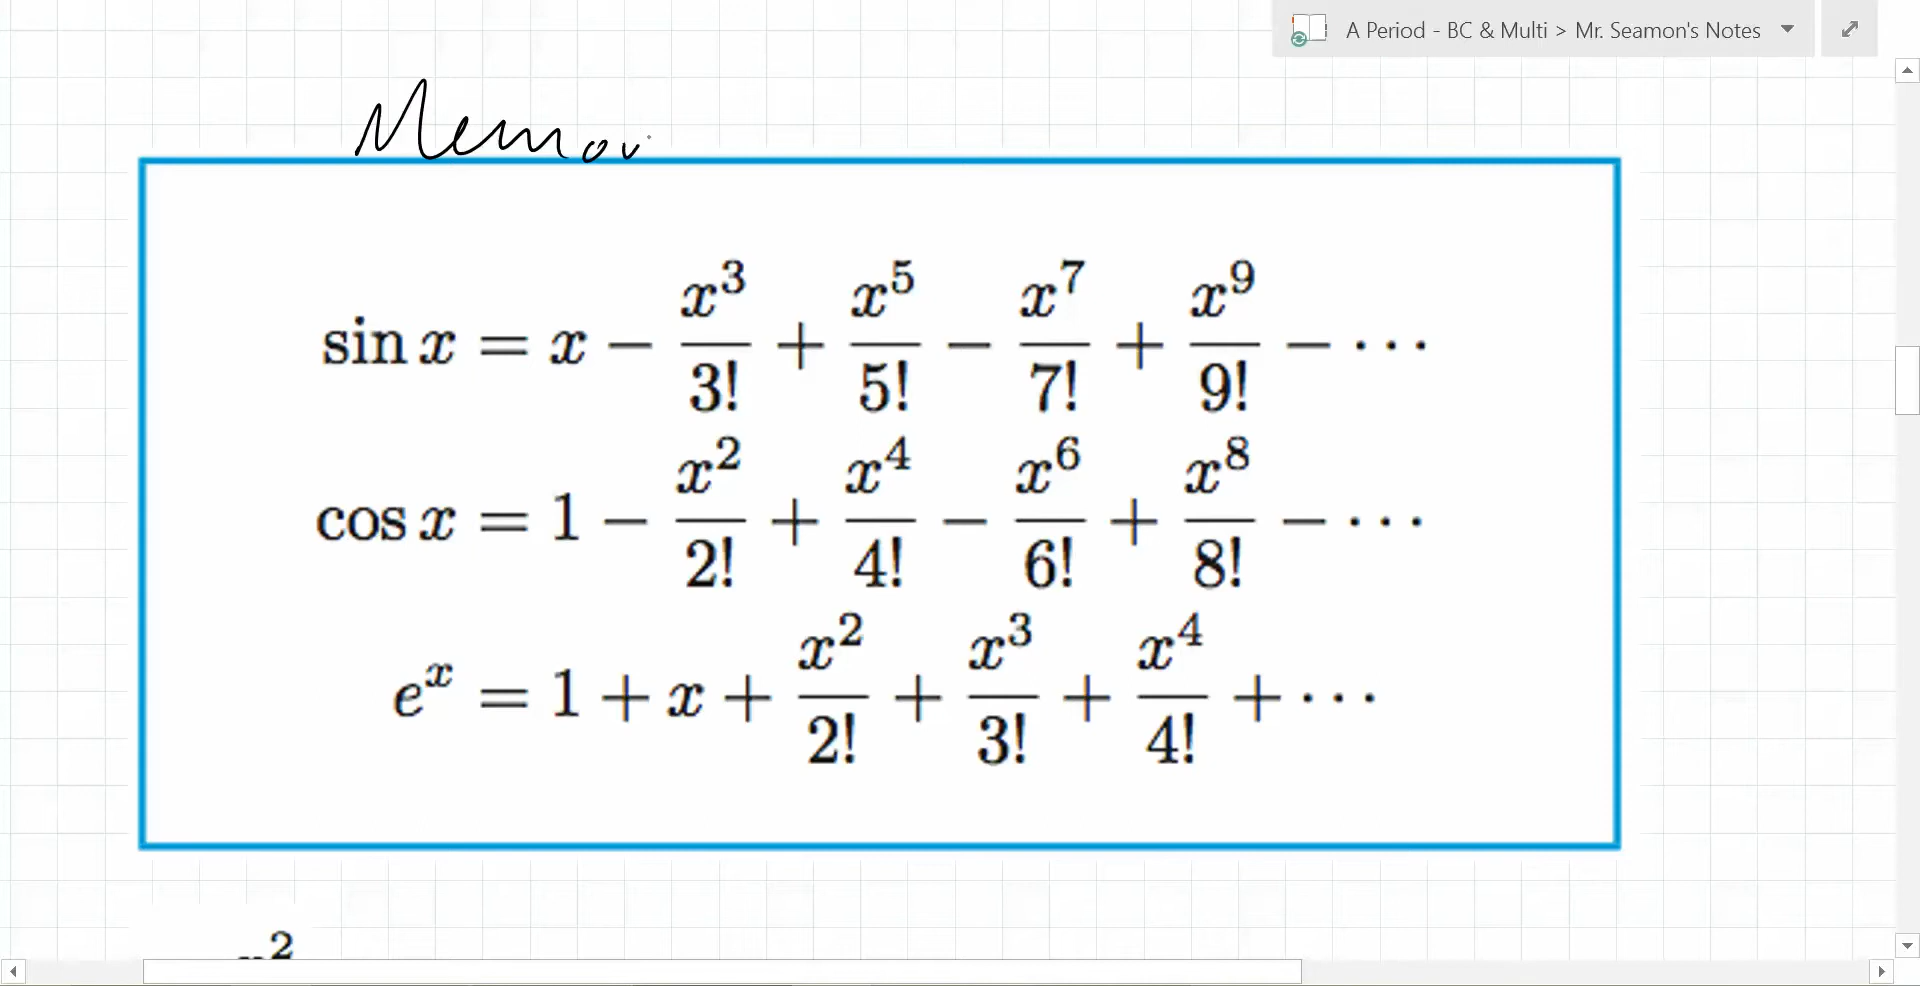 A Period - BC & Multi > Mr. Seamon's Notes
Memor
sin x = x − x³/3! + x⁵/5! − x⁷/7! + x⁹/9! − ⋯
cos x = 1 − x²/2! + x⁴/4! − x⁶/6! + x⁸/8! − ⋯
eˣ = 1 + x + x²/2! + x³/3! + x⁴/4! + ⋯